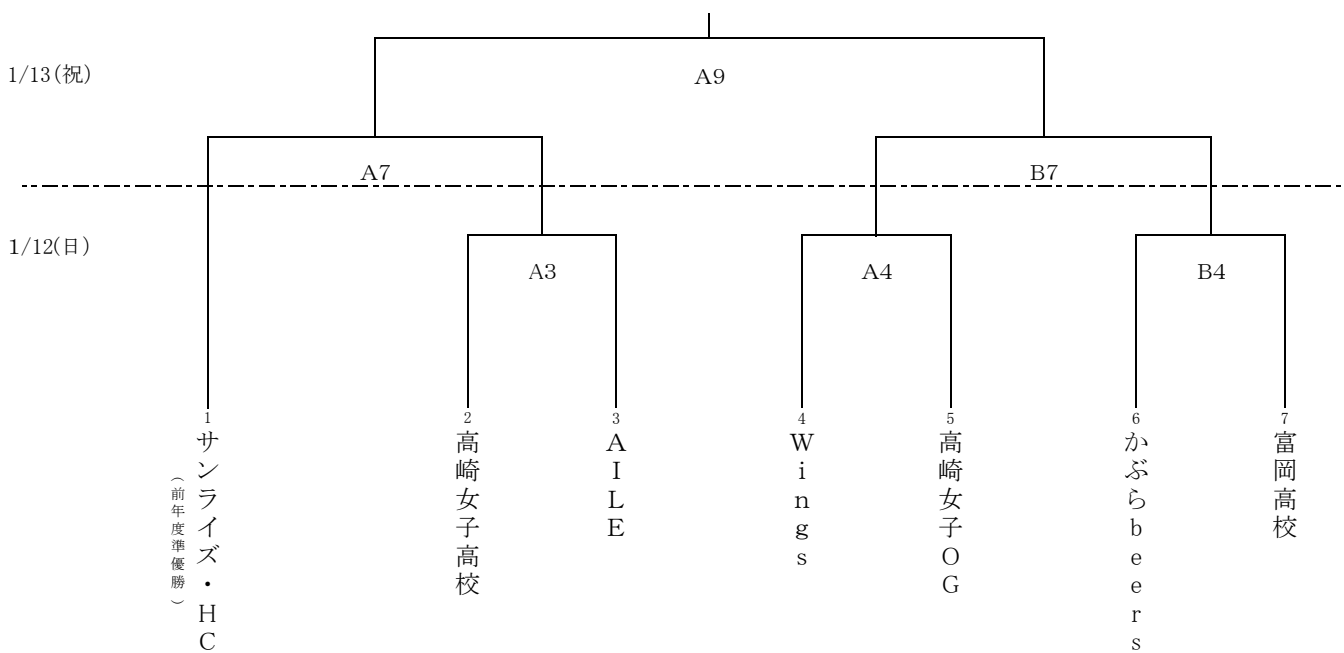 1/13(祝)
A9
A7
B7
1/12(日)
A3
A4
B4
1
サンライズ・HC
(前年度準優勝)
2
高崎女子高校
3
AILE
4
Wings
5
高崎女子OG
6
かぶらbeers
7
富岡高校